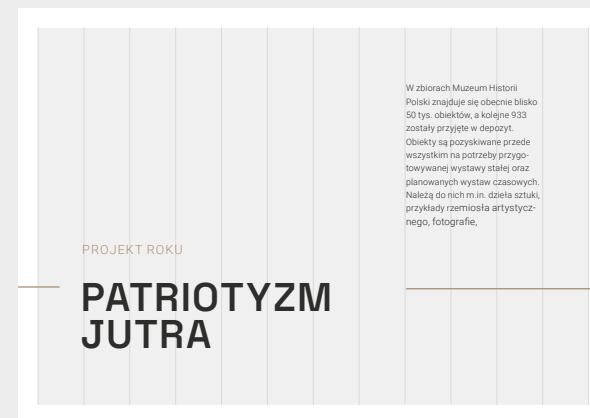 W zbiorach Muzeum Historii
Polski znajduje się obecnie blisko
50 tys. obiektów, a kolejne 933
zostały przyjęte w depozyt.
Obiekty są pozyskiwane przede
wszystkim na potrzeby przygo-
towywanej wystawy stałej oraz
planowanych wystaw czasowych.
Należą do nich m.in. dzieła sztuki,
przykłady rzemiosła artystycz-
nego, fotografie,
PROJEKT ROKU
PATRIOTYZM
JUTRA